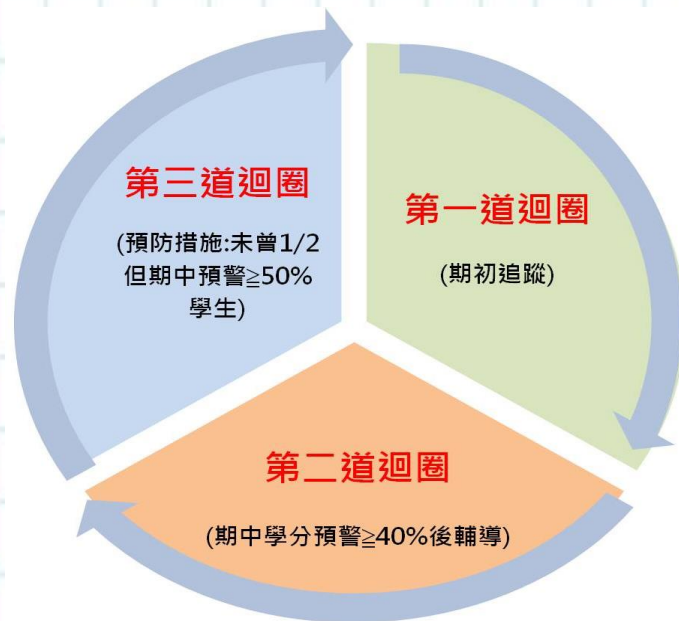 第一道迴圈
(期初追蹤)
第二道迴圈
(期中學分預警≧40%後輔導)
第三道迴圈
(預防措施:未曾1/2
但期中預警≧50%
學生)